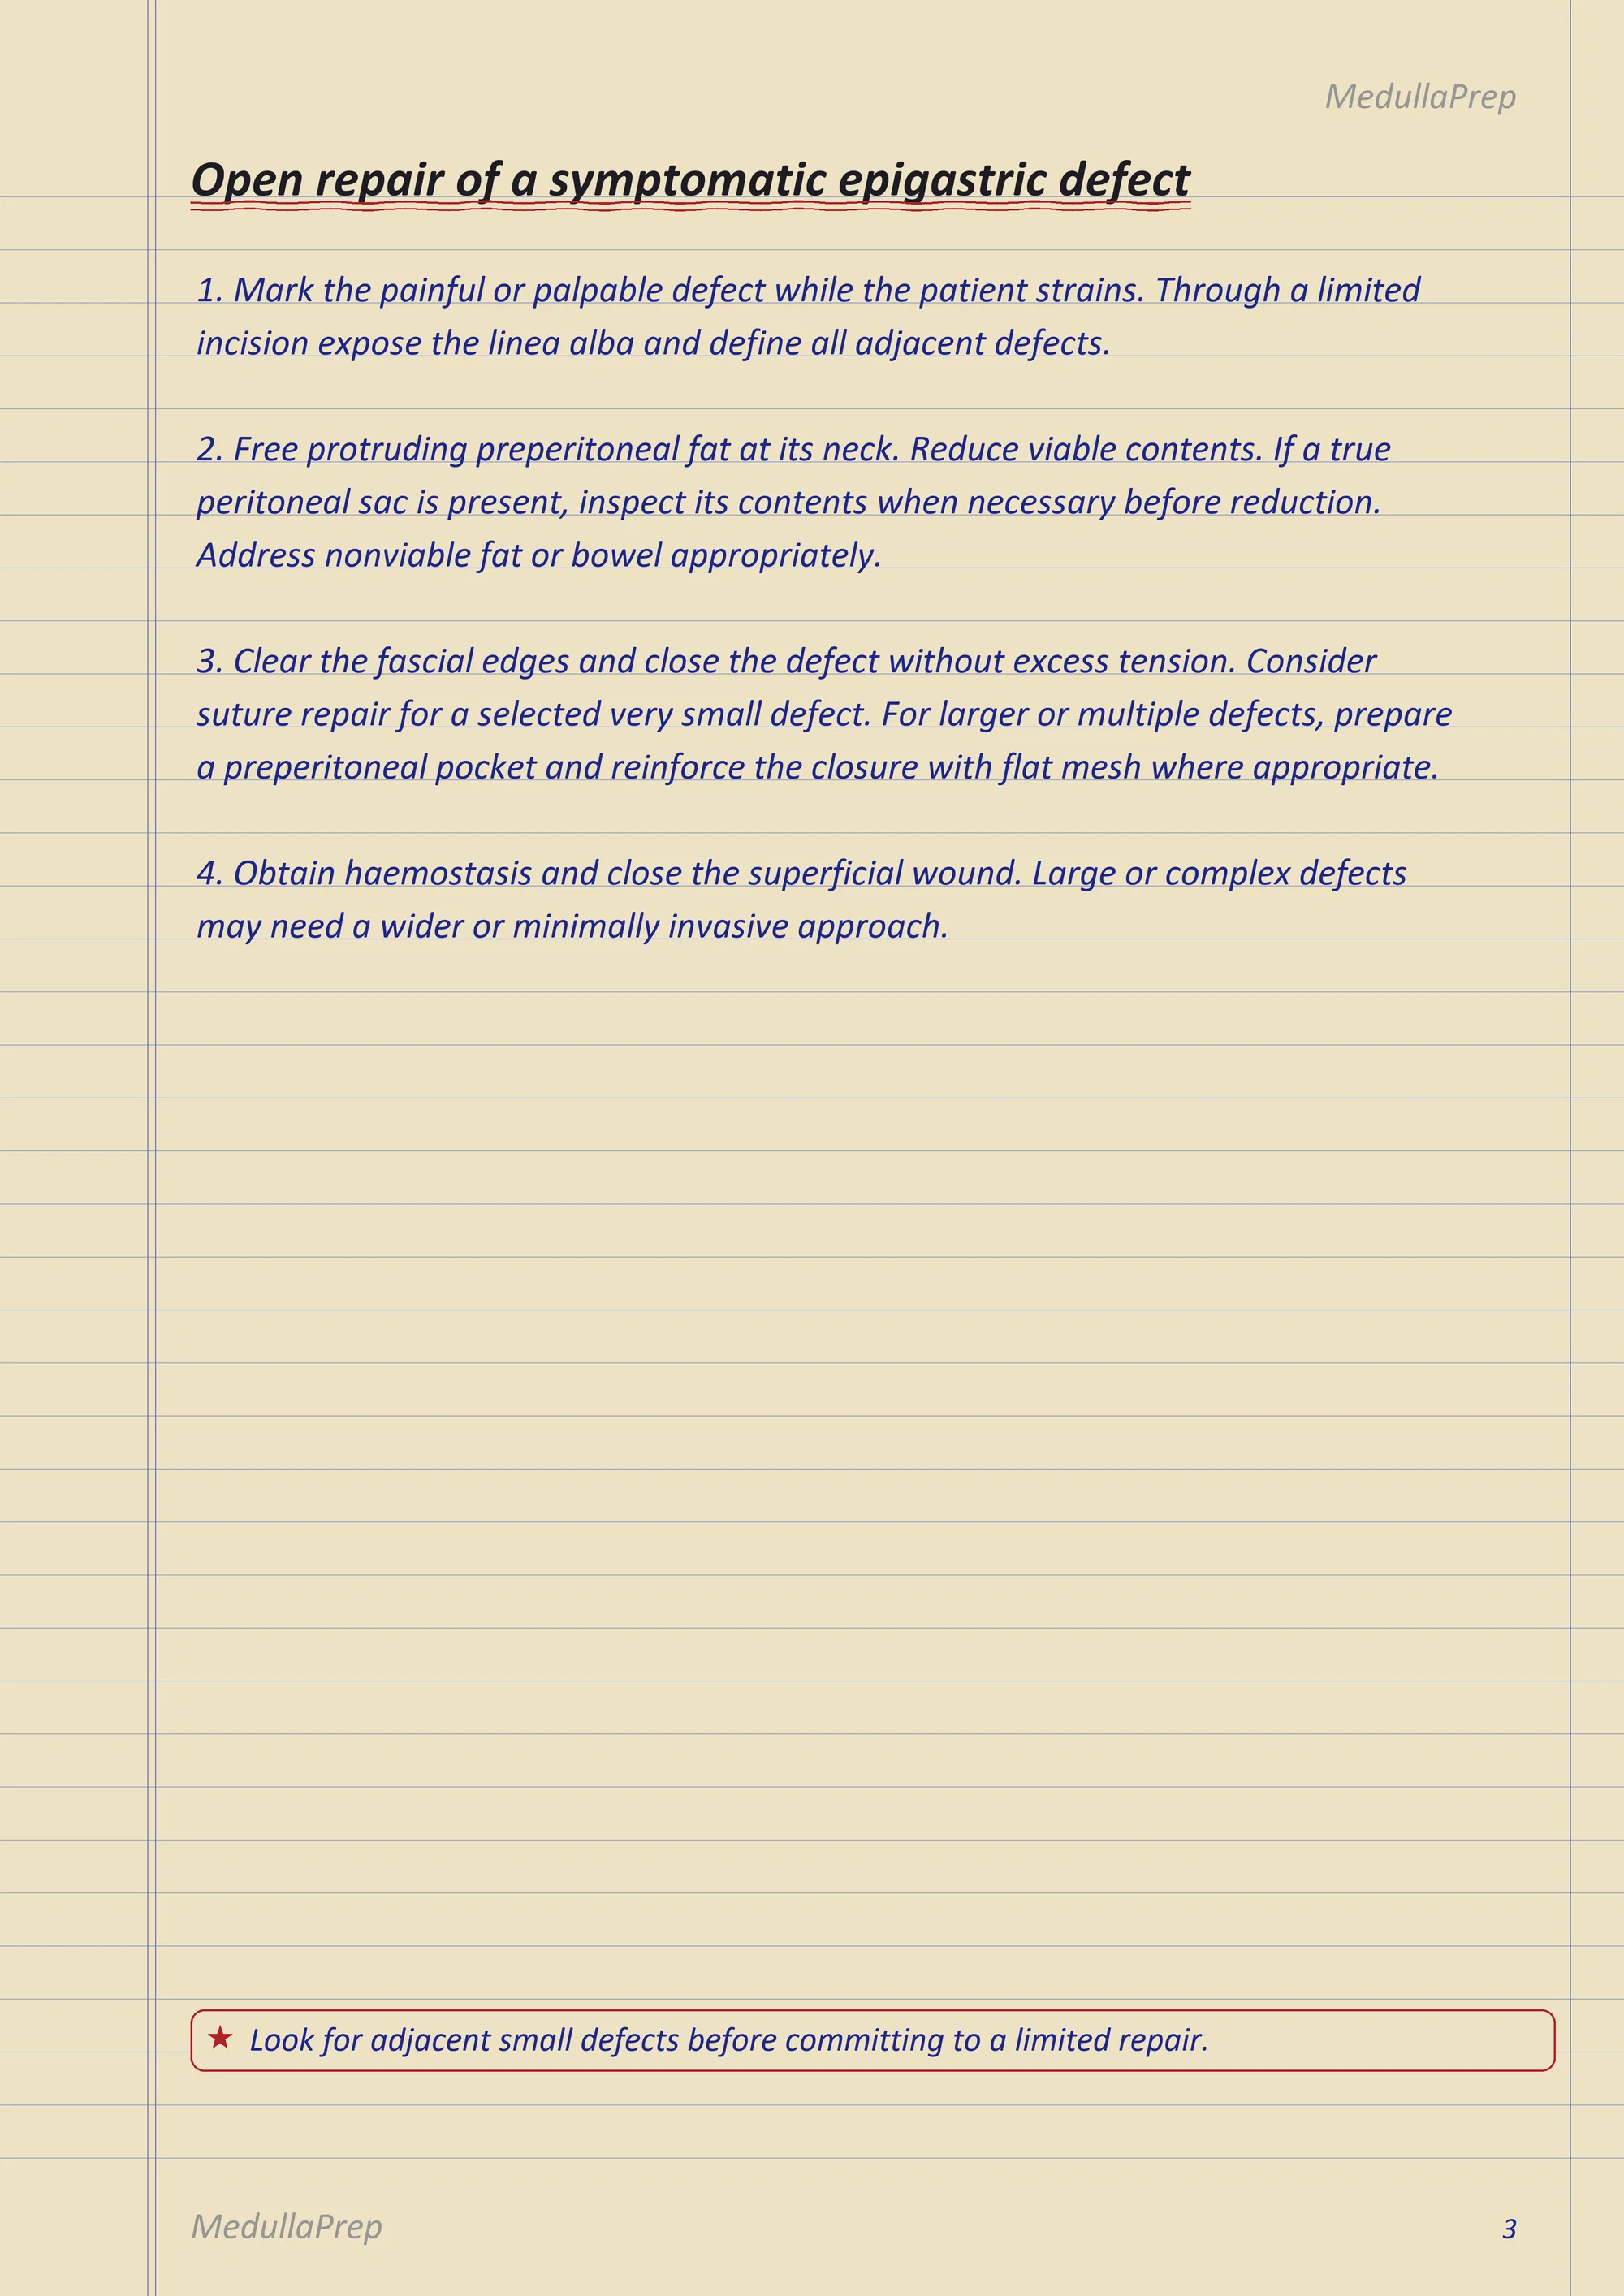 MedullaPrep
Open repair of a symptomatic epigastric defect
1. Mark the painful or palpable defect while the patient strains. Through a limited
incision expose the linea alba and define all adjacent defects.
2. Free protruding preperitoneal fat at its neck. Reduce viable contents. If a true
peritoneal sac is present, inspect its contents when necessary before reduction.
Address nonviable fat or bowel appropriately.
3. Clear the fascial edges and close the defect without excess tension. Consider
suture repair for a selected very small defect. For larger or multiple defects, prepare
a preperitoneal pocket and reinforce the closure with flat mesh where appropriate.
4. Obtain haemostasis and close the superficial wound. Large or complex defects
may need a wider or minimally invasive approach.
★ Look for adjacent small defects before committing to a limited repair.
MedullaPrep
3